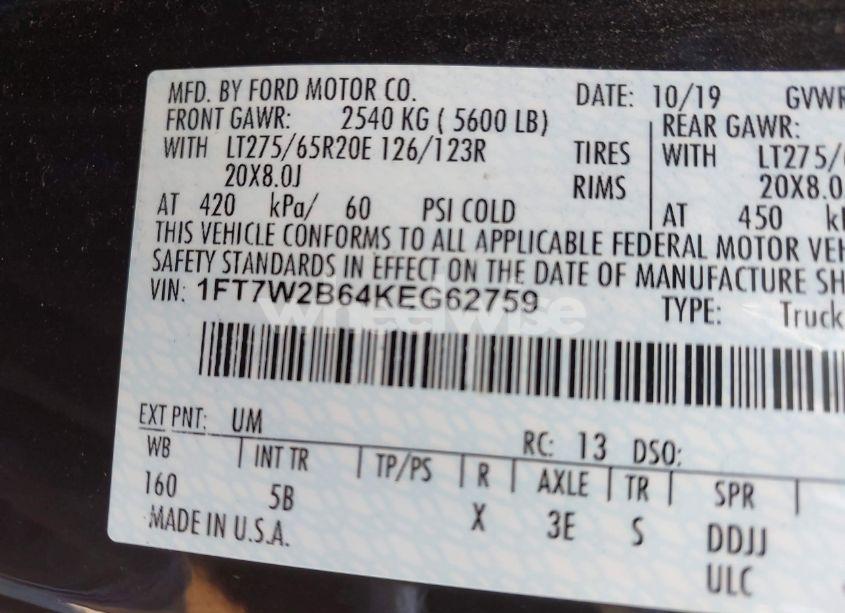 MFD. BY FORD MOTOR CO. DATE: 10/19 GVWR
FRONT GAWR: 2540 KG ( 5600 LB) REAR GAWR:
WITH LT275/65R20E 126/123R TIRES WITH LT275/
20X8.0J RIMS 20X8.0
AT 420 kPa/ 60 PSI COLD AT 450
THIS VEHICLE CONFORMS TO ALL APPLICABLE FEDERAL MOTOR VEH
SAFETY STANDARDS IN EFFECT ON THE DATE OF MANUFACTURE SH
VIN: 1FT7W2B64KEG62759 TYPE: Truck
wheelwise
EXT PNT: UM RC: 13 DSO:
WB INT TR TP/PS R AXLE TR SPR
160 5B X 3E S DDJJ
MADE IN U.S.A. ULC